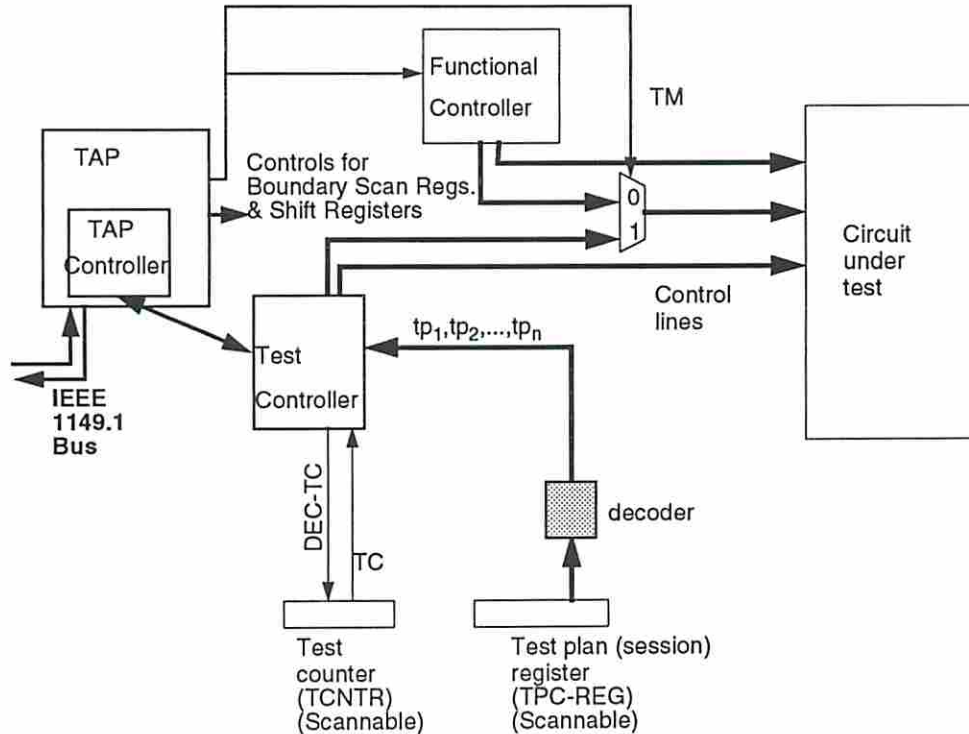 Functional
Controller
TM
TAP
Controls for
Boundary Scan Regs.
& Shift Registers
0
1
TAP
Controller
Circuit
under
test
Control
lines
tp1,tp2,...,tpn
Test
Controller
IEEE
1149.1
Bus
DEC-TC
TC
decoder
Test
counter
(TCNTR)
(Scannable)
Test plan (session)
register
(TPC-REG)
(Scannable)